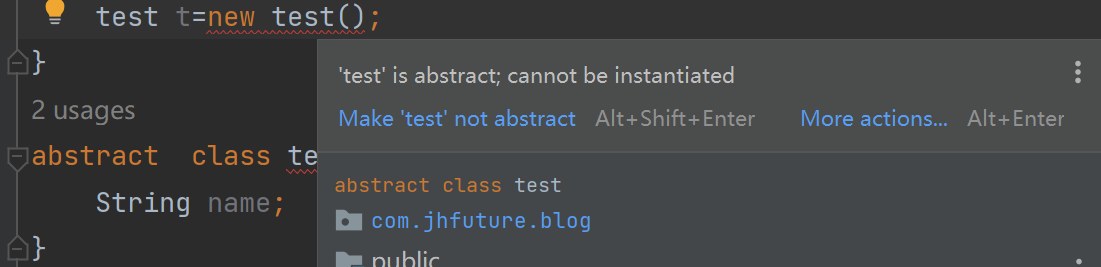 test t=new test();
}
'test' is abstract; cannot be instantiated
2 usages
Make 'test' not abstract Alt+Shift+Enter More actions... Alt+Enter
abstract class te
abstract class test
String name;
com.jhfuture.blog
}
public